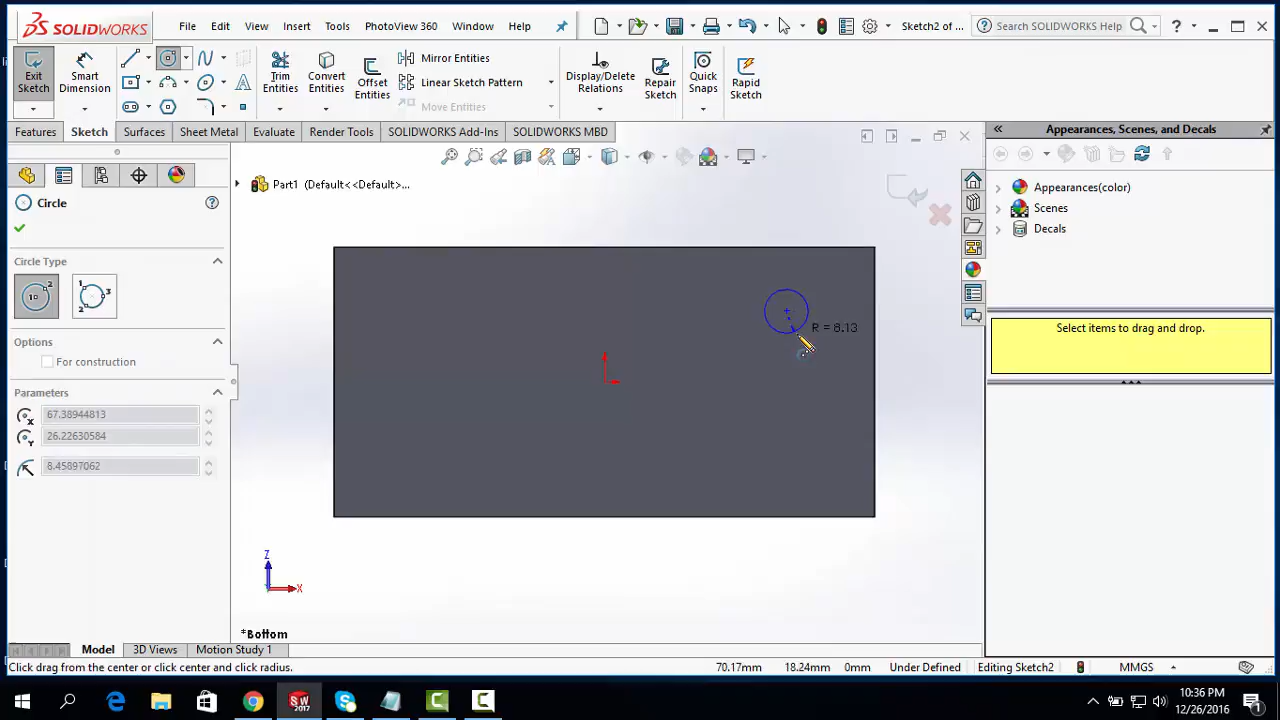 SOLIDWORKS File Edit View Insert Tools PhotoView 360 Window Help Sketch2 of ... Search SOLIDWORKS Help ?
Exit Sketch
Smart Dimension
Trim Entities
Convert Entities
Offset Entities
Mirror Entities
Linear Sketch Pattern
Move Entities
Display/Delete Relations
Repair Sketch
Quick Snaps
Rapid Sketch
Features Sketch Surfaces Sheet Metal Evaluate Render Tools SOLIDWORKS Add-Ins SOLIDWORKS MBD
Appearances, Scenes, and Decals
Part1 (Default<<Default>...
Circle
Circle Type
Options
For construction
Parameters
67.38944813
26.22630584
8.45897062
R = 8.13
Appearances(color)
Scenes
Decals
Select items to drag and drop.
Z
X
*Bottom
Model 3D Views Motion Study 1
Click drag from the center or click center and click radius. 70.17mm 18.24mm 0mm Under Defined Editing Sketch2 MMGS
SW
2017
10:36 PM
12/26/2016